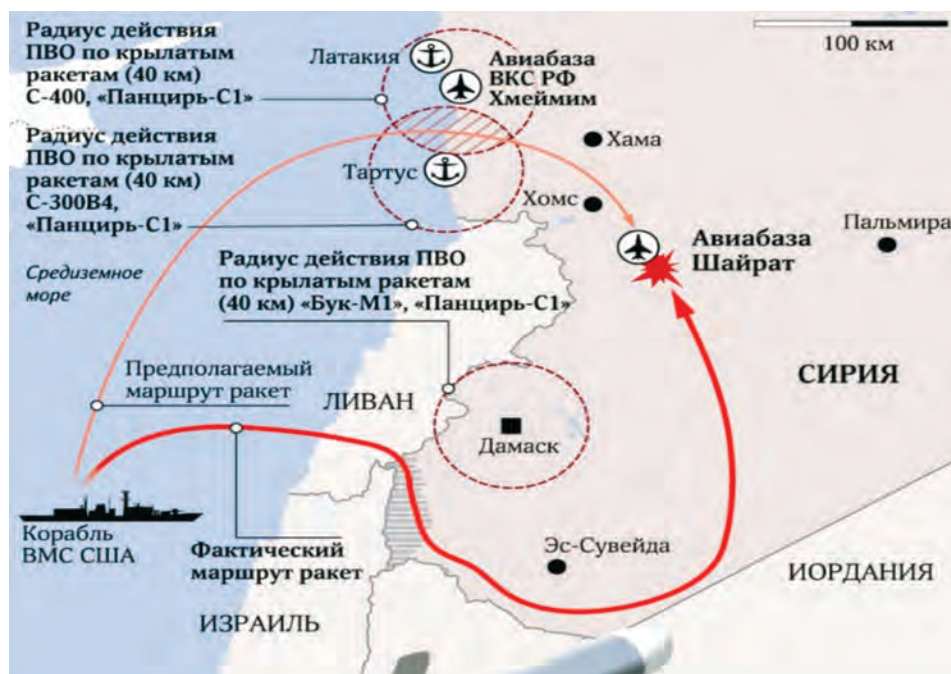 Радиус действия
ПВО по крылатым
ракетам (40 км)
С-400, «Панцирь-С1»
Латакия
Авиабаза
ВКС РФ
Хмеймим
100 км
Радиус действия
ПВО по крылатым
ракетам (40 км)
С-300В4,
«Панцирь-С1»
Тартус
Хама
Хомс
Авиабаза
Шайрат
Пальмира
Средиземное
море
Радиус действия ПВО
по крылатым ракетам
(40 км) «Бук-М1», «Панцирь-С1»
Предполагаемый
маршрут ракет
ЛИВАН
СИРИЯ
Дамаск
Корабль
ВМС США
Фактический
маршрут ракет
Эс-Сувейда
ИОРДАНИЯ
ИЗРАИЛЬ